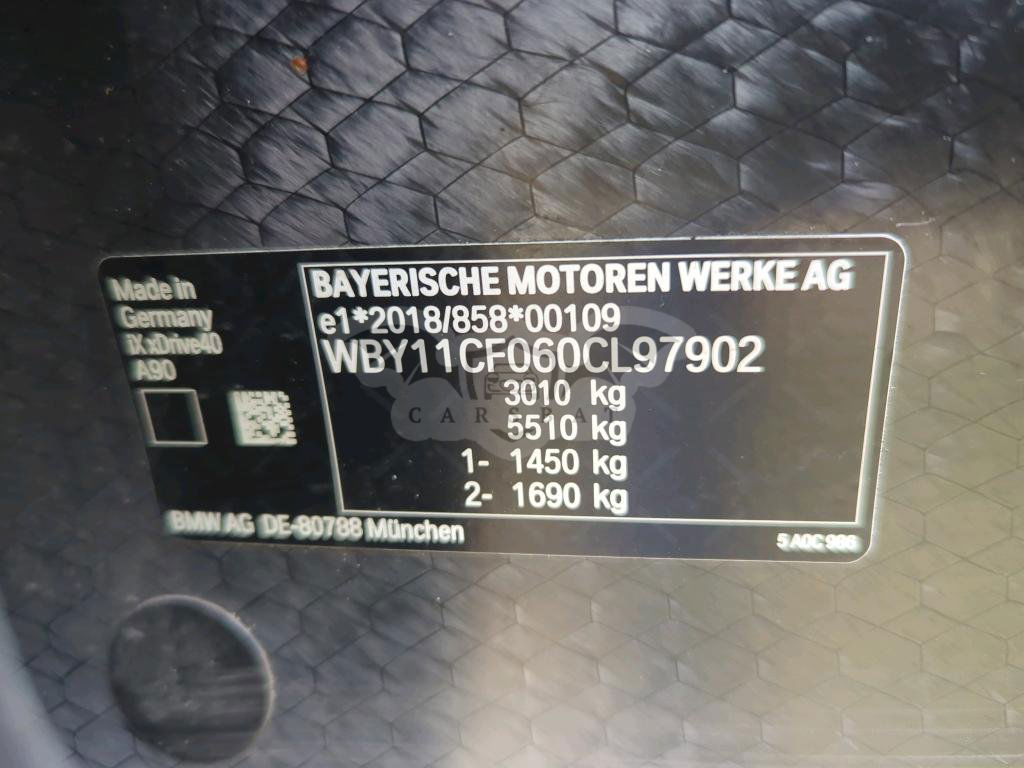 Made in
Germany
iX xDrive40
A90
BAYERISCHE MOTOREN WERKE AG
e1*2018/858*00109
WBY11CF060CL97902
3010 kg
5510 kg
1- 1450 kg
2- 1690 kg
CARSPAT
BMW AG DE-80788 München
5 A0C 986